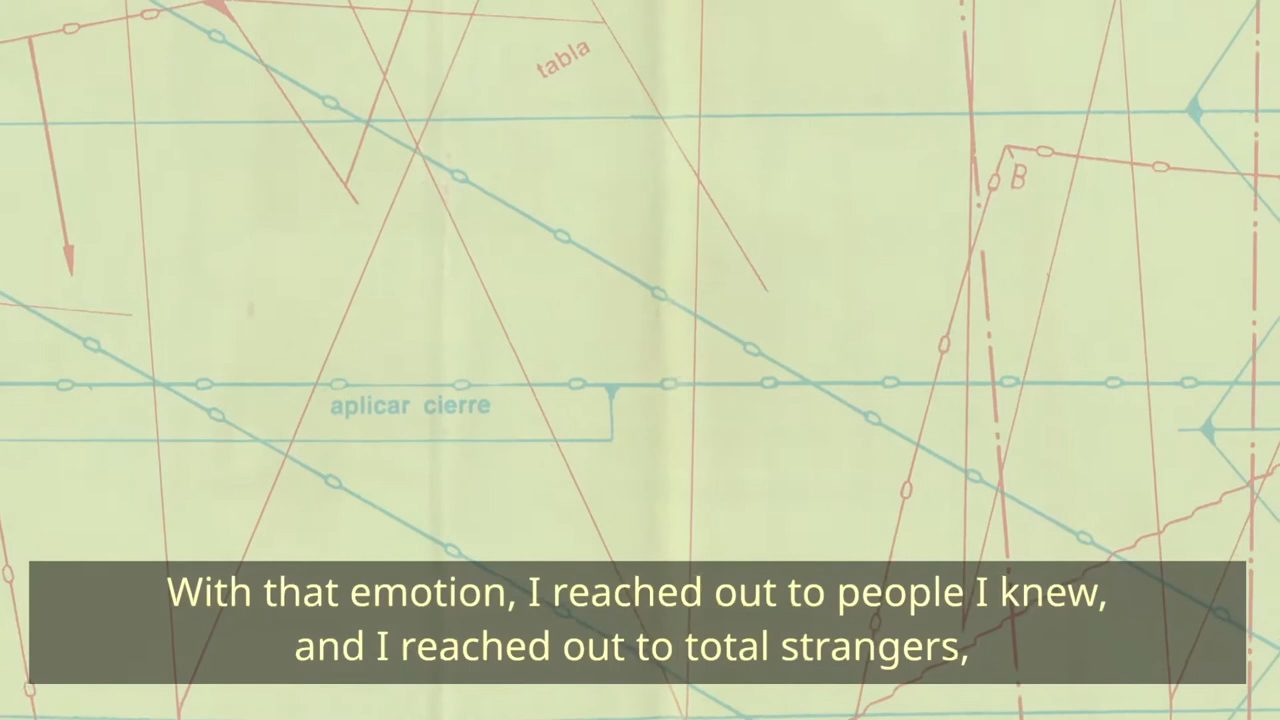 tabla
B
aplicar cierre
With that emotion, I reached out to people I knew,
and I reached out to total strangers,